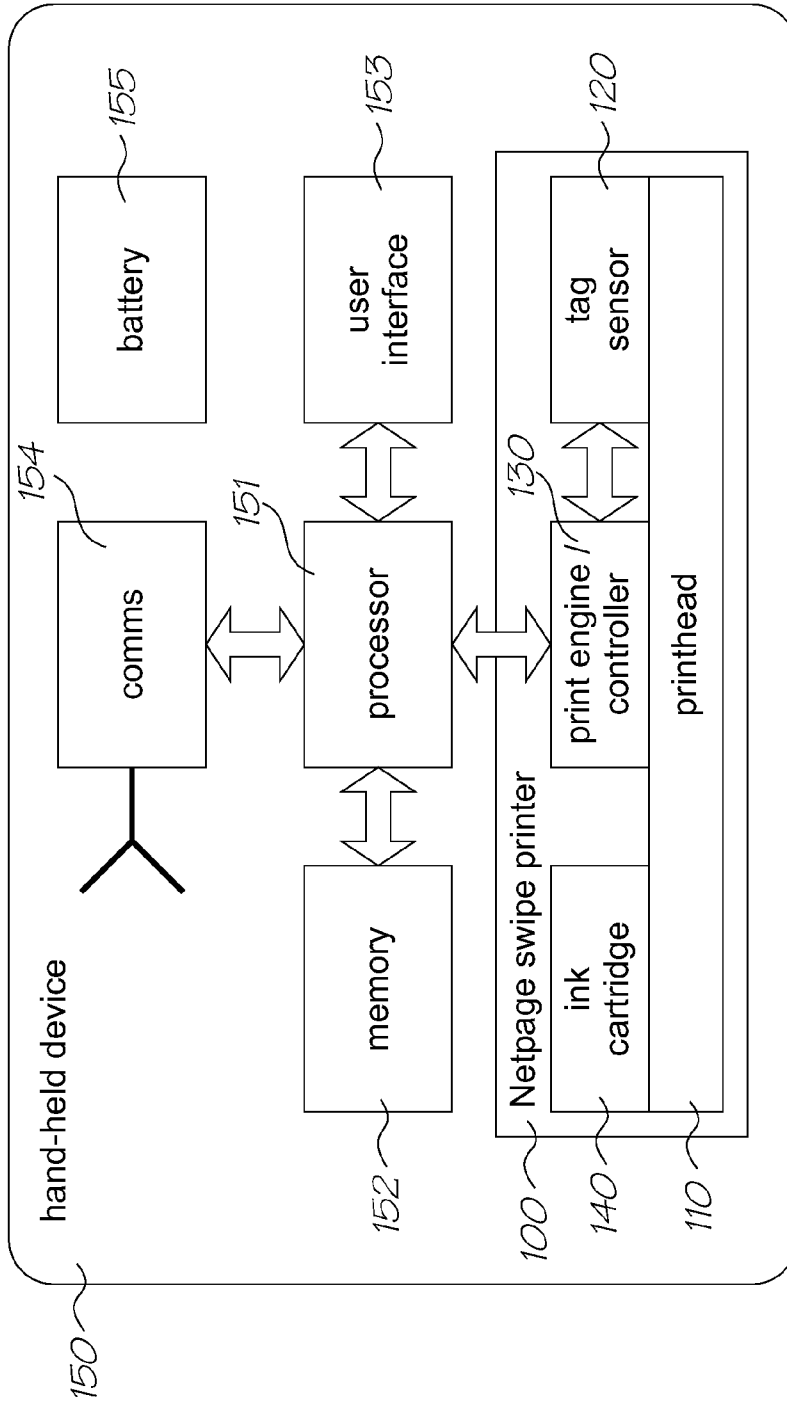 150
hand-held device
154
155
comms
battery
151
153
memory
processor
user
interface
152
100
Netpage swipe printer
130
120
140
ink
cartridge
print engine /
controller
tag
sensor
110
printhead